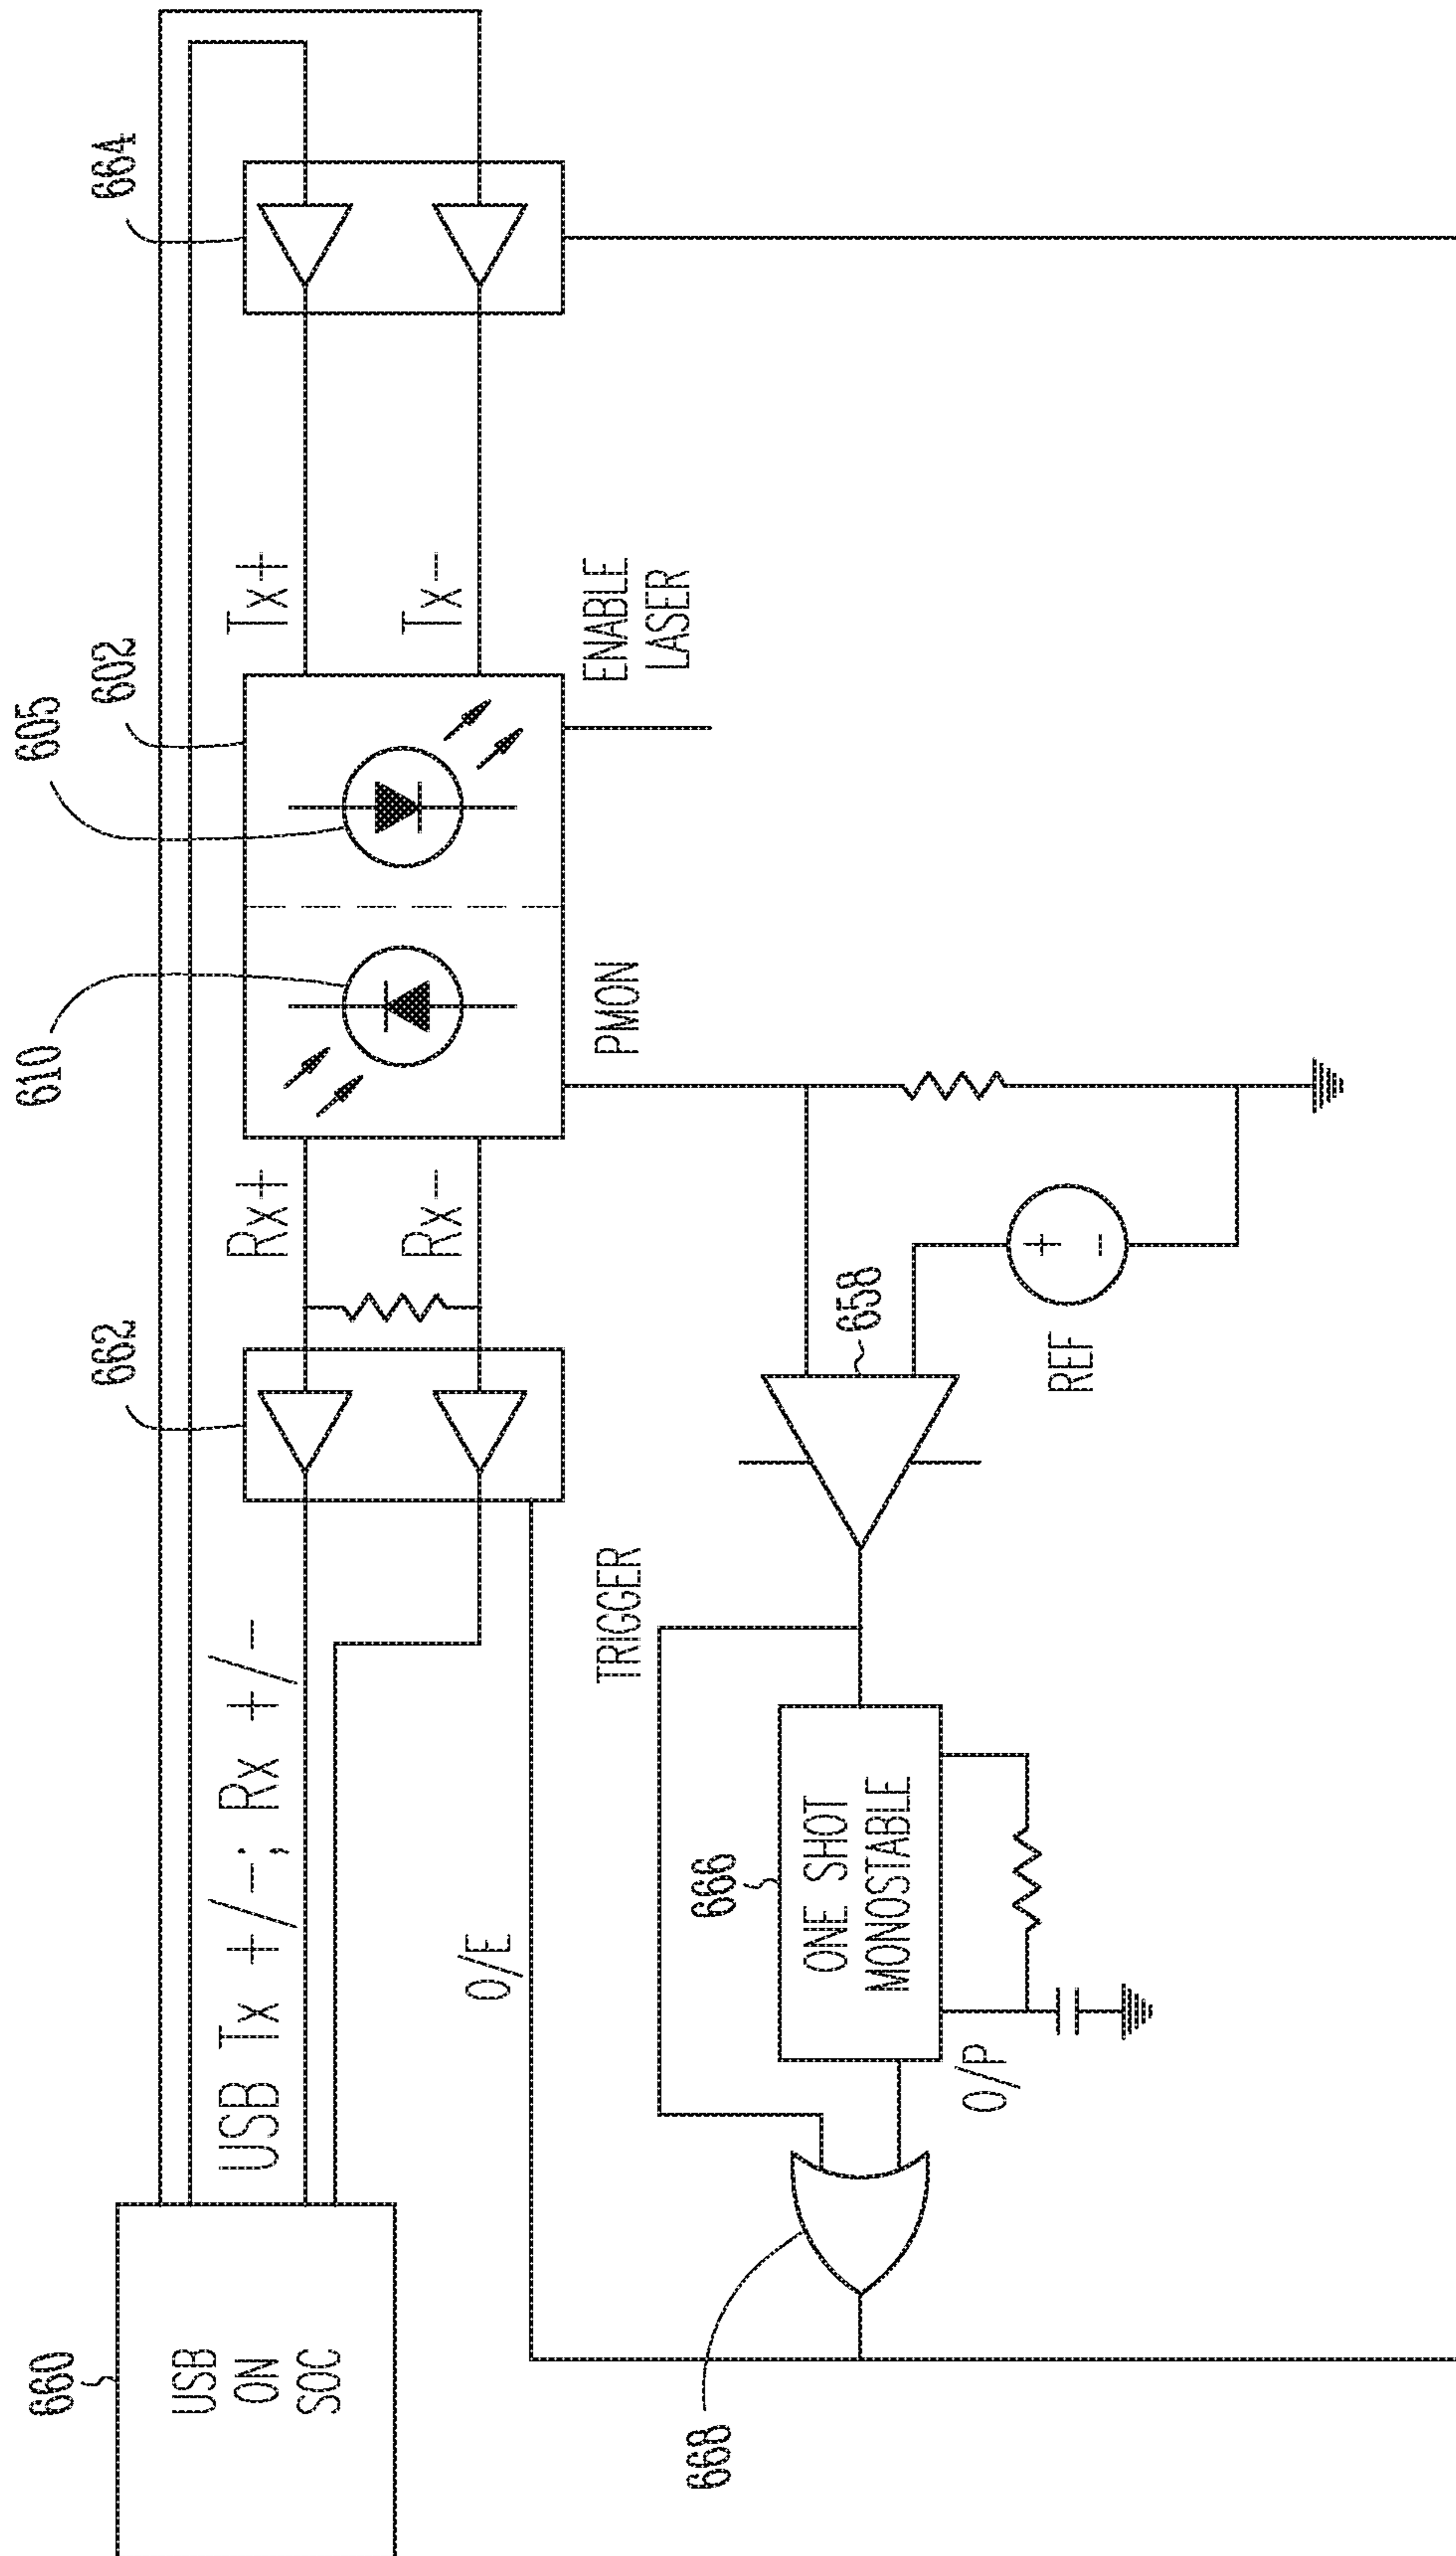 660
USB
ON
SOC
USB Tx +/-; Rx +/-
662
Rx+
Rx-
610
605
602
Tx+
Tx-
664
ENABLE
LASER
PMON
O/E
TRIGGER
668
666
ONE SHOT
MONOSTABLE
O/P
658
REF
+
-